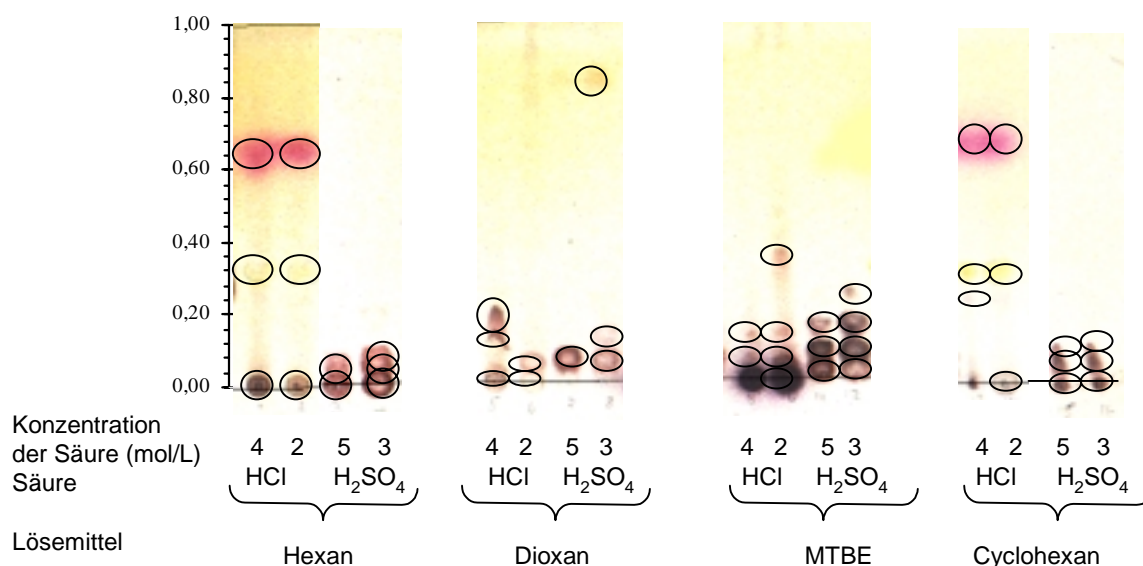 1,00
0,80
0,60
0,40
0,20
0,00
Konzentration
der Säure (mol/L)
4 2 5 3 4 2 5 3 4 2 5 3 4 2 5 3
Säure
HCl H₂SO₄ HCl H₂SO₄ HCl H₂SO₄ HCl H₂SO₄
Lösemittel
Hexan Dioxan MTBE Cyclohexan